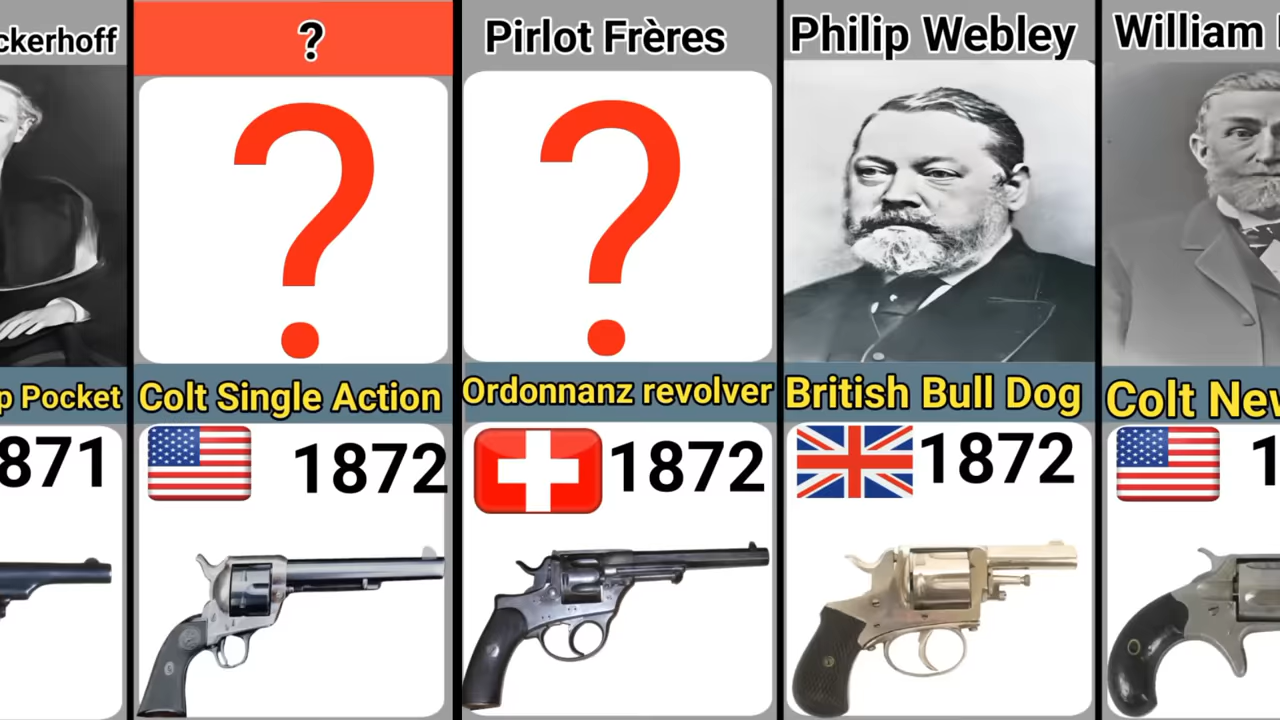 ckerhoff
?
Pirlot Frères
Philip Webley
William
?
?
p Pocket
Colt Single Action
Ordonnanz revolver
British Bull Dog
Colt New
871
1872
1872
1872
1